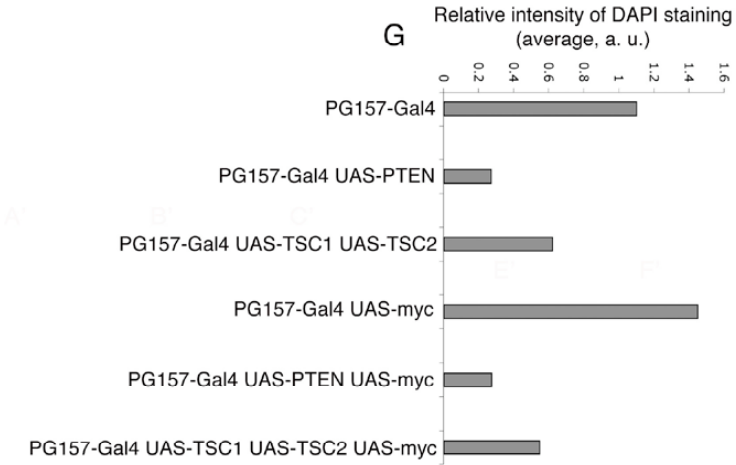 Relative intensity of DAPI staining
(average, a. u.)
G
0 0.2 0.4 0.6 0.8 1 1.2 1.4 1.6
PG157-Gal4
PG157-Gal4 UAS-PTEN
A' B' C'
PG157-Gal4 UAS-TSC1 UAS-TSC2
E' F'
PG157-Gal4 UAS-myc
PG157-Gal4 UAS-PTEN UAS-myc
PG157-Gal4 UAS-TSC1 UAS-TSC2 UAS-myc